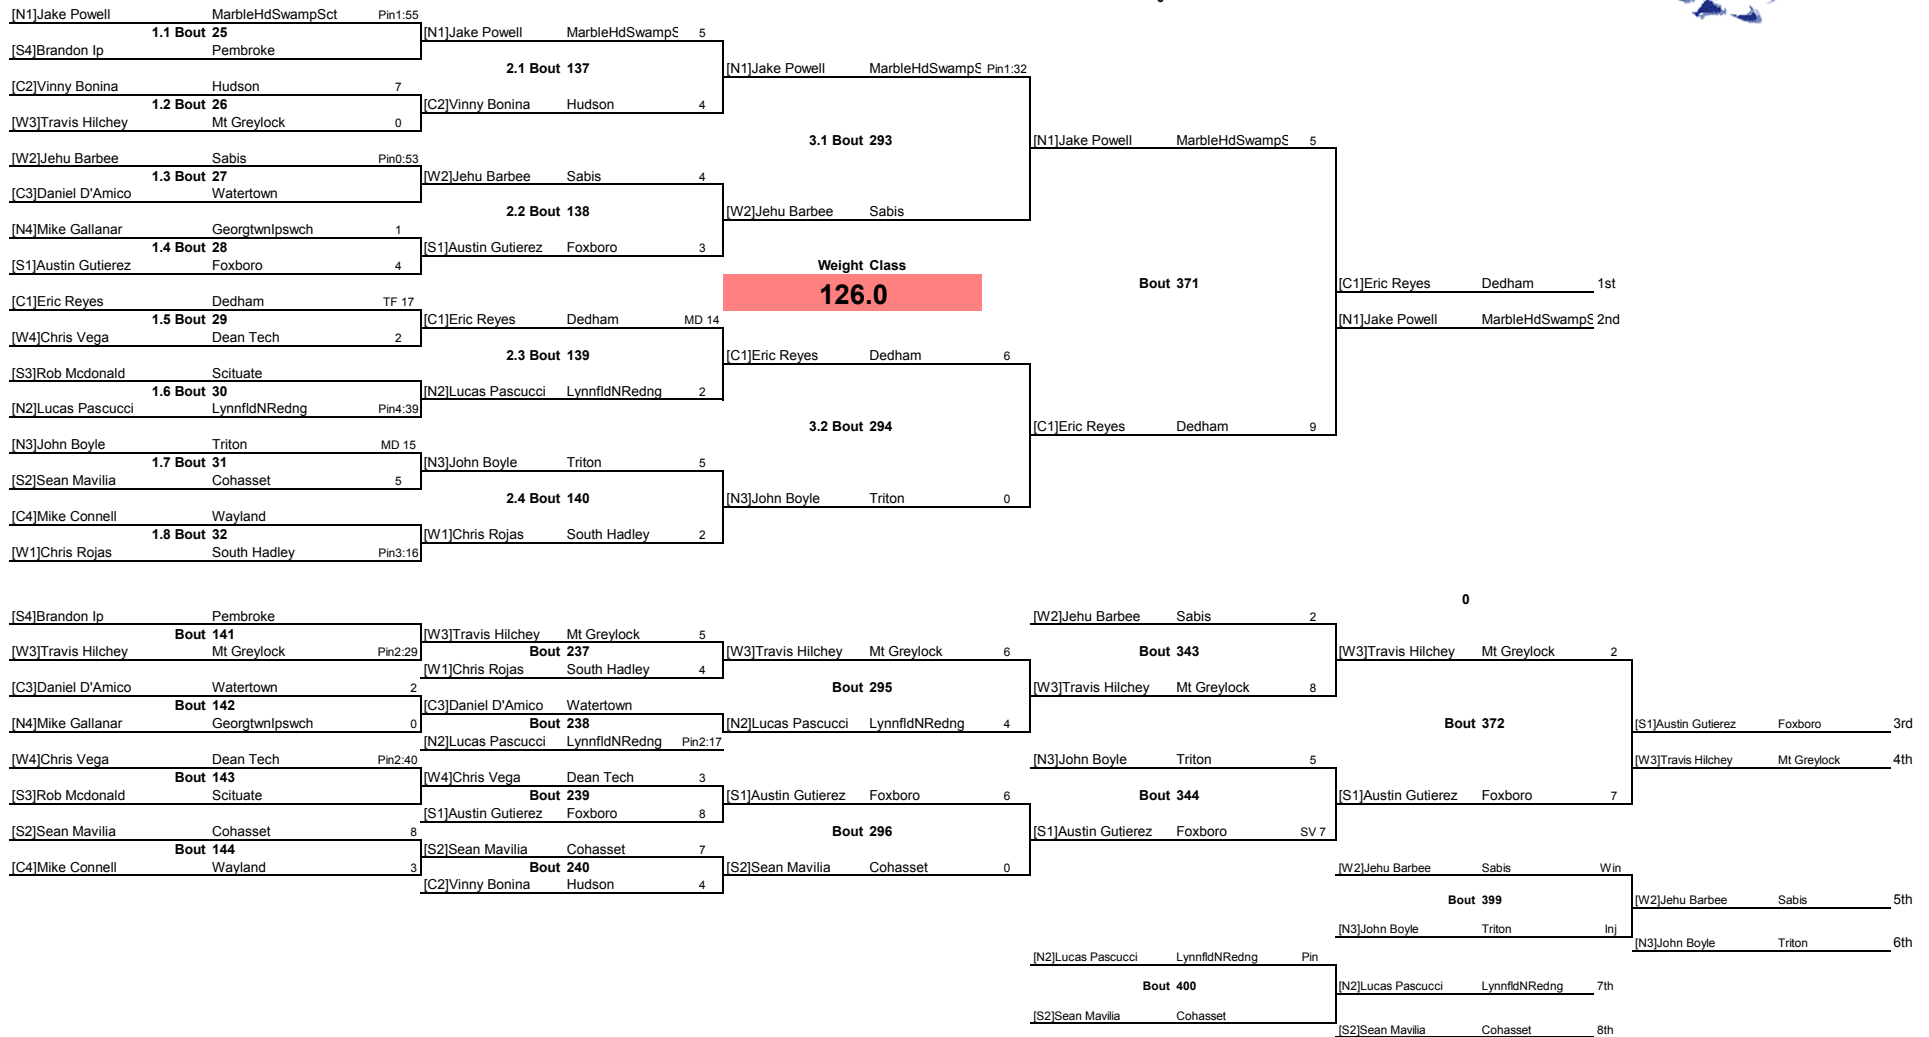 [N1]Jake Powell MarbleHdSwampSct Pin1:55
1.1 Bout 25 [N1]Jake Powell MarbleHdSwampS 5
[S4]Brandon Ip Pembroke
2.1 Bout 137 [N1]Jake Powell MarbleHdSwampS Pin1:32
[C2]Vinny Bonina Hudson 7
1.2 Bout 26 [C2]Vinny Bonina Hudson 4
[W3]Travis Hilchey Mt Greylock 0
3.1 Bout 293 [N1]Jake Powell MarbleHdSwampS 5
[W2]Jehu Barbee Sabis Pin0:53
1.3 Bout 27 [W2]Jehu Barbee Sabis 4
[C3]Daniel D'Amico Watertown
2.2 Bout 138 [W2]Jehu Barbee Sabis
[N4]Mike Gallanar GeorgtwnIpswch 1
1.4 Bout 28 [S1]Austin Gutierez Foxboro 3
[S1]Austin Gutierez Foxboro 4 Weight Class
Bout 371 [C1]Eric Reyes Dedham 1st
126.0
[C1]Eric Reyes Dedham TF 17
1.5 Bout 29 [C1]Eric Reyes Dedham MD 14 [N1]Jake Powell MarbleHdSwampS 2nd
[W4]Chris Vega Dean Tech 2
2.3 Bout 139 [C1]Eric Reyes Dedham 6
[S3]Rob Mcdonald Scituate
1.6 Bout 30 [N2]Lucas Pascucci LynnfldNRedng 2
[N2]Lucas Pascucci LynnfldNRedng Pin4:39
3.2 Bout 294 [C1]Eric Reyes Dedham 9
[N3]John Boyle Triton MD 15
1.7 Bout 31 [N3]John Boyle Triton 5
[S2]Sean Mavilia Cohasset 5
2.4 Bout 140 [N3]John Boyle Triton 0
[C4]Mike Connell Wayland
1.8 Bout 32 [W1]Chris Rojas South Hadley 2
[W1]Chris Rojas South Hadley Pin3:16
0
[S4]Brandon Ip Pembroke [W2]Jehu Barbee Sabis 2
Bout 141 [W3]Travis Hilchey Mt Greylock 5
[W3]Travis Hilchey Mt Greylock Pin2:29 Bout 237 [W3]Travis Hilchey Mt Greylock 6 Bout 343 [W3]Travis Hilchey Mt Greylock 2
[W1]Chris Rojas South Hadley 4
[C3]Daniel D'Amico Watertown 2 Bout 295 [W3]Travis Hilchey Mt Greylock 8
Bout 142 [C3]Daniel D'Amico Watertown
[N4]Mike Gallanar GeorgtwnIpswch 0 Bout 238 [N2]Lucas Pascucci LynnfldNRedng 4 Bout 372 [S1]Austin Gutierez Foxboro 3rd
[N2]Lucas Pascucci LynnfldNRedng Pin2:17
[W4]Chris Vega Dean Tech Pin2:40 [N3]John Boyle Triton 5 [W3]Travis Hilchey Mt Greylock 4th
Bout 143 [W4]Chris Vega Dean Tech 3
[S3]Rob Mcdonald Scituate Bout 239 [S1]Austin Gutierez Foxboro 6 Bout 344 [S1]Austin Gutierez Foxboro 7
[S1]Austin Gutierez Foxboro 8
[S2]Sean Mavilia Cohasset 8 Bout 296 [S1]Austin Gutierez Foxboro SV 7
Bout 144 [S2]Sean Mavilia Cohasset 7
[C4]Mike Connell Wayland 3 Bout 240 [S2]Sean Mavilia Cohasset 0 [W2]Jehu Barbee Sabis Win
[C2]Vinny Bonina Hudson 4
Bout 399 [W2]Jehu Barbee Sabis 5th
[N3]John Boyle Triton Inj
[N3]John Boyle Triton 6th
[N2]Lucas Pascucci LynnfldNRedng Pin
Bout 400 [N2]Lucas Pascucci LynnfldNRedng 7th
[S2]Sean Mavilia Cohasset
[S2]Sean Mavilia Cohasset 8th